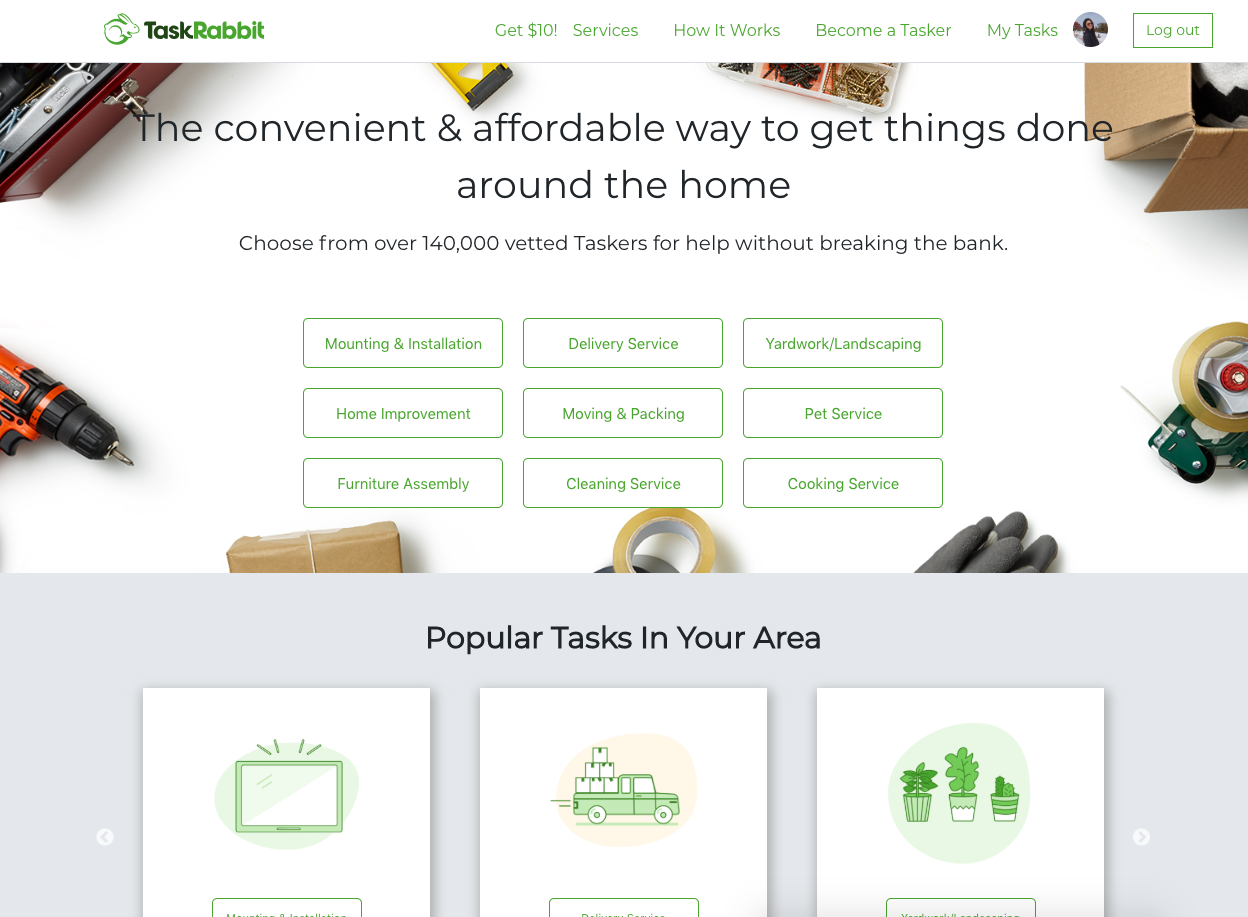 TaskRabbit
Get $10!
Services
How It Works
Become a Tasker
My Tasks
Log out
The convenient & affordable way to get things done
around the home
Choose from over 140,000 vetted Taskers for help without breaking the bank.
Mounting & Installation
Delivery Service
Yardwork/Landscaping
Home Improvement
Moving & Packing
Pet Service
Furniture Assembly
Cleaning Service
Cooking Service
Popular Tasks In Your Area
Mounting & Installation
Delivery Service
Yardwork/Landscaping